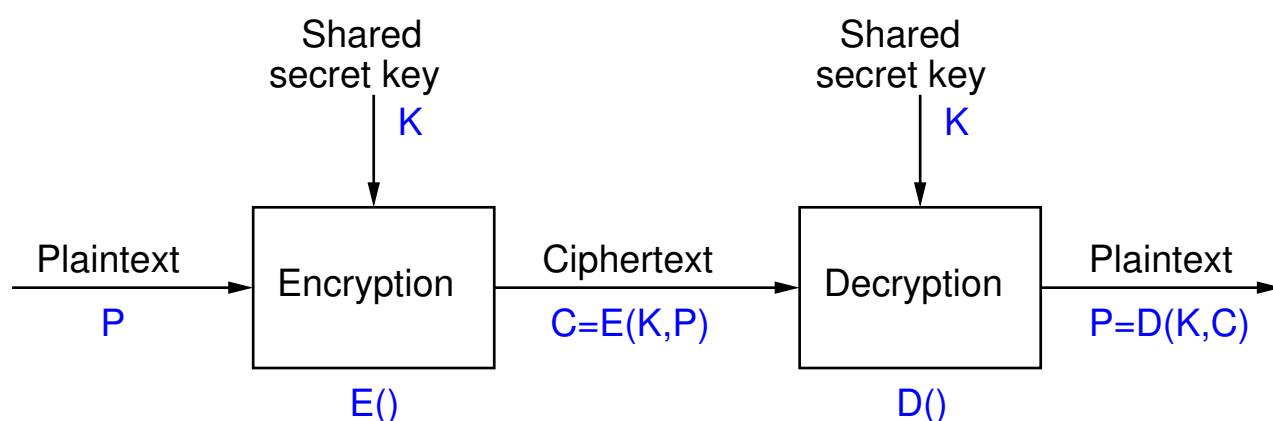 Shared
secret key
K
Shared
secret key
K
Plaintext
P
Encryption
E()
Ciphertext
C=E(K,P)
Decryption
D()
Plaintext
P=D(K,C)